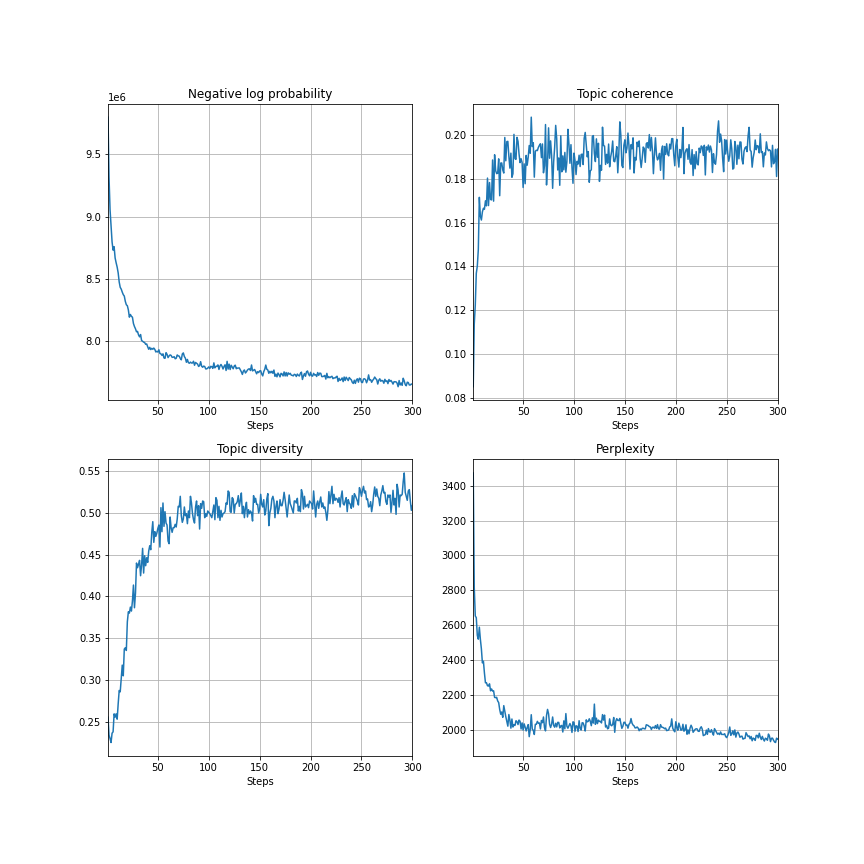 Negative log probability
1e6
9.5
9.0
8.5
8.0
50 100 150 200 250 300
Steps
Topic coherence
0.20
0.18
0.16
0.14
0.12
0.10
0.08
50 100 150 200 250 300
Steps
Topic diversity
0.55
0.50
0.45
0.40
0.35
0.30
0.25
50 100 150 200 250 300
Steps
Perplexity
3400
3200
3000
2800
2600
2400
2200
2000
50 100 150 200 250 300
Steps